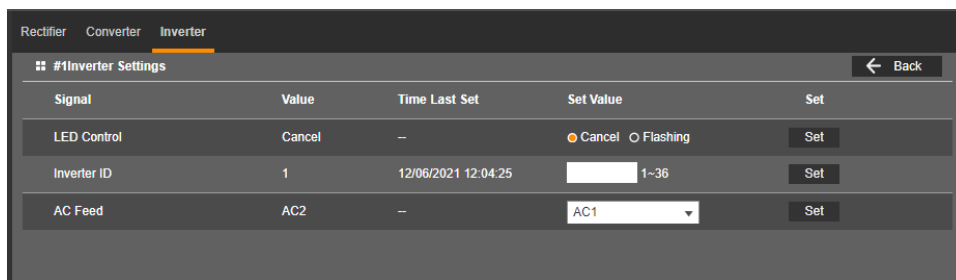 Rectifier Converter Inverter
#1Inverter Settings Back
Signal Value Time Last Set Set Value Set
LED Control Cancel -- Cancel Flashing Set
Inverter ID 1 12/06/2021 12:04:25 1~36 Set
AC Feed AC2 -- AC1 Set